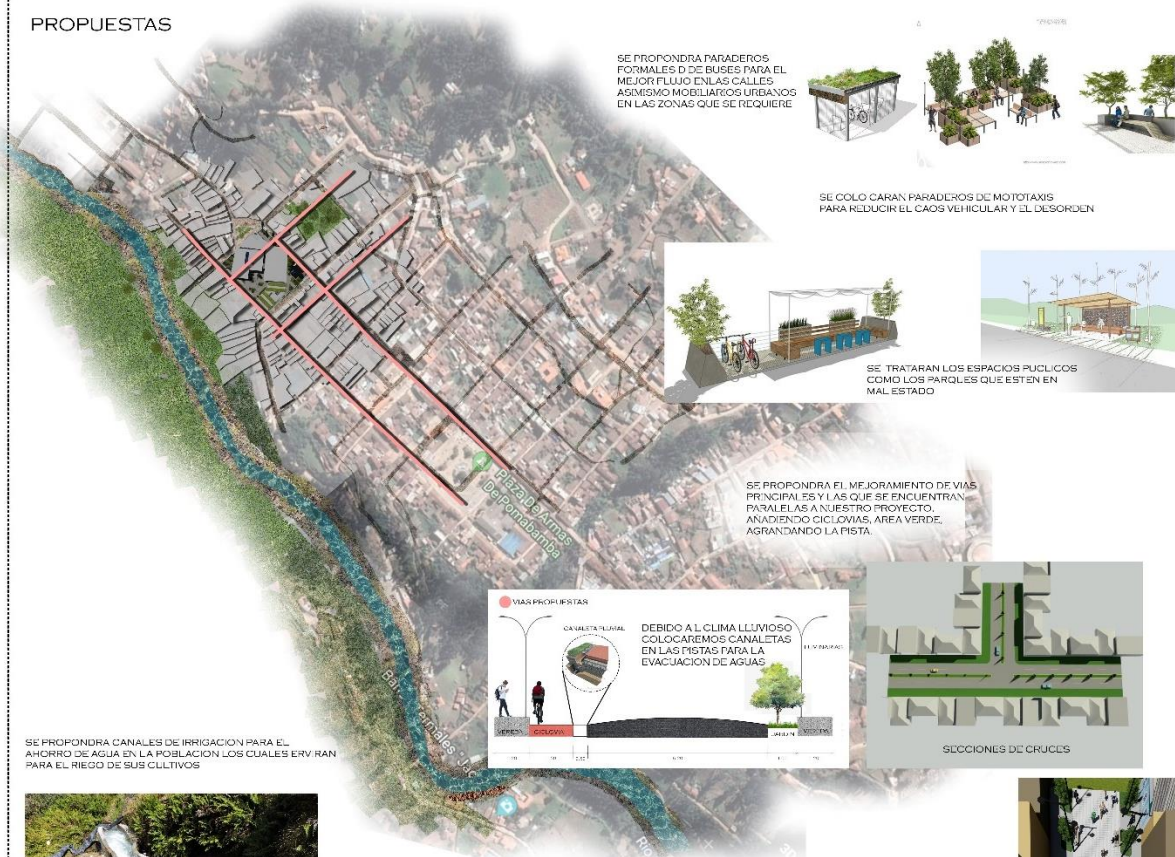 PROPUESTAS
SE PROPONDRA PARADEROS
FORMALES D DE BUSES PARA EL
MEJOR FLUJO ENLAS CALLES
ASIMISMO MOBILIARIOS URBANOS
EN LAS ZONAS QUE SE REQUIERE
SE COLO CARAN PARADEROS DE MOTOTAXIS
PARA REDUCIR EL CAOS VEHICULAR Y EL DESORDEN
SE TRATARAN LOS ESPACIOS PUCLICOS
COMO LOS PARQUES QUE ESTEN EN
MAL ESTADO
SE PROPONDRA EL MEJORAMIENTO DE VIAS
PRINCIPALES Y LAS QUE SE ENCUENTRAN
PARALELAS A NUESTRO PROYECTO.
AÑADIENDO CICLOVIAS, AREA VERDE,
AGRANDANDO LA PISTA.
Plaza De Armas
De Pomabamba
VIAS PROPUESTAS
CANALETA PLURAL
DEBIDO A L CLIMA LLUVIOSO
COLOCAREMOS CANALETAS
EN LAS PISTAS PARA LA
EVACUACION DE AGUAS
LUMINARIAS
VEREDA
CICLOVIA
JARDIN
VEREDA
SECCIONES DE CRUCES
SE PROPONDRA CANALES DE IRRIGACION PARA EL
AHORRO DE AGUA EN LA POBLACION LOS CUALES ERVIRAN
PARA EL RIEGO DE SUS CULTIVOS